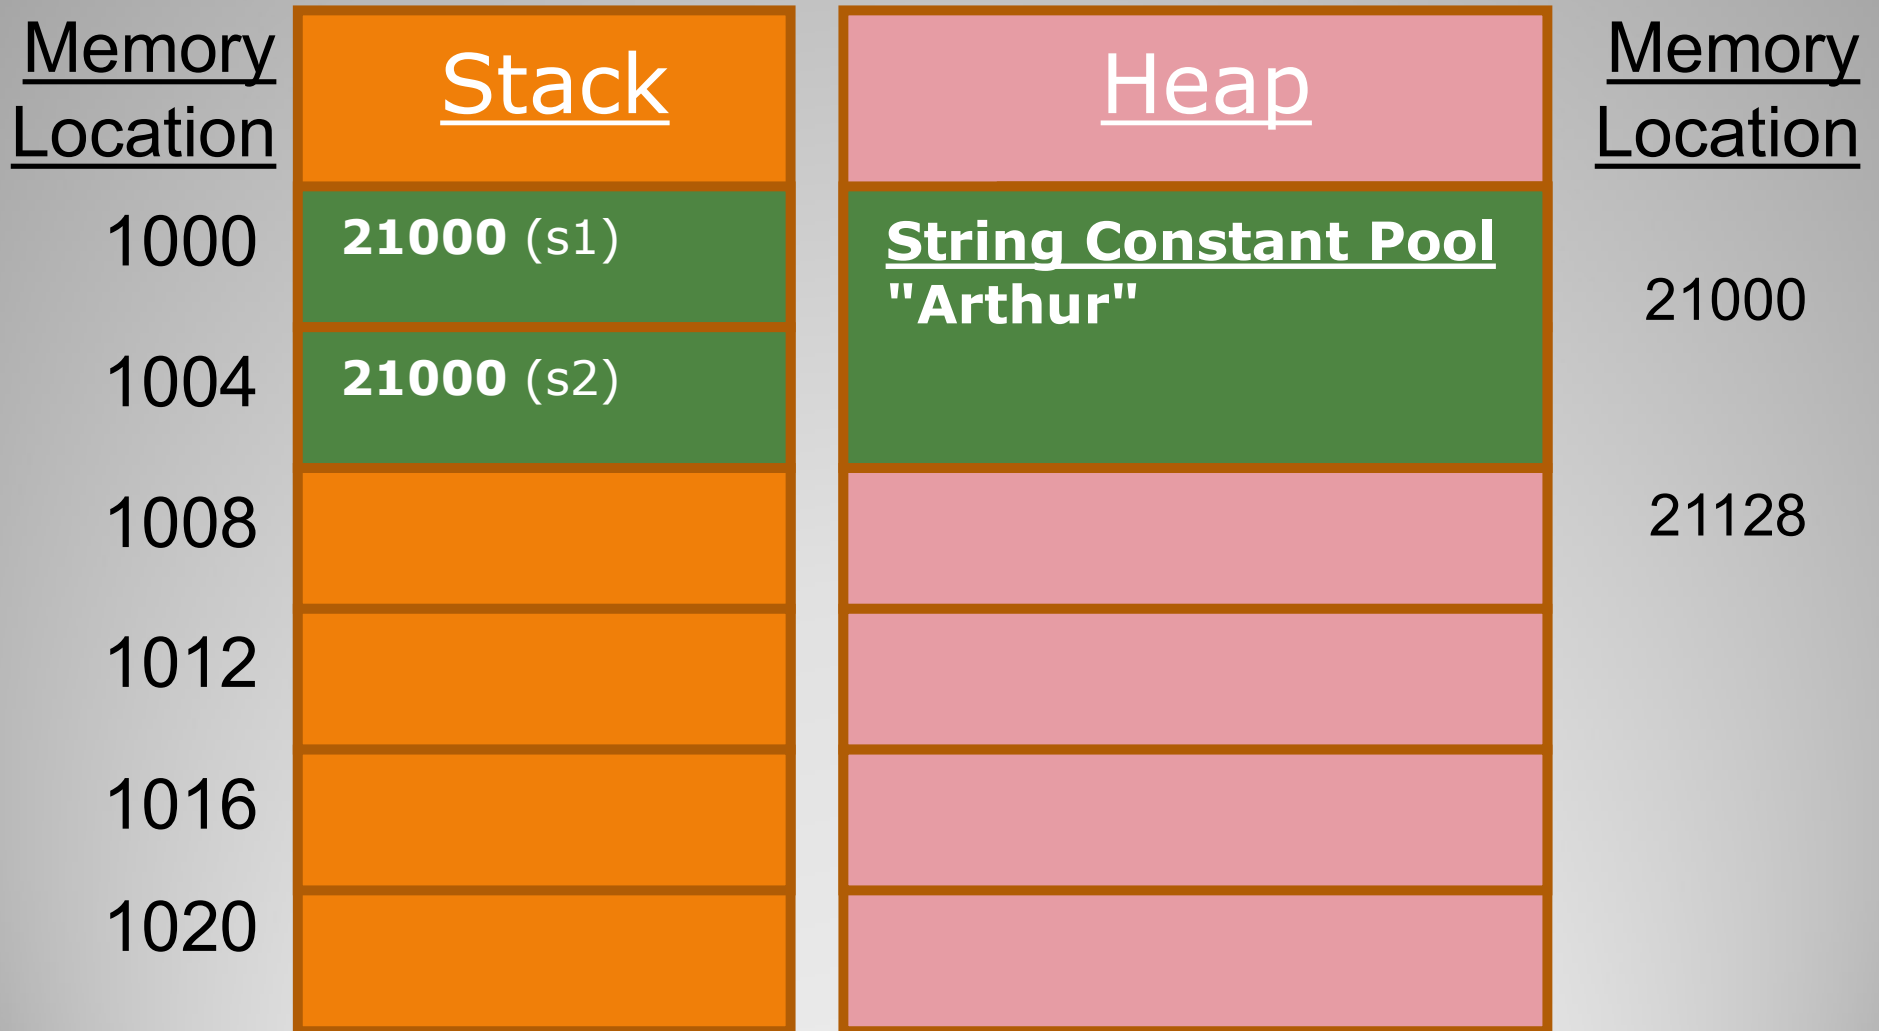 Memory
Location
Stack
Heap
Memory
Location
1000
21000 (s1)
String Constant Pool
"Arthur"
21000
1004
21000 (s2)
1008
21128
1012
1016
1020